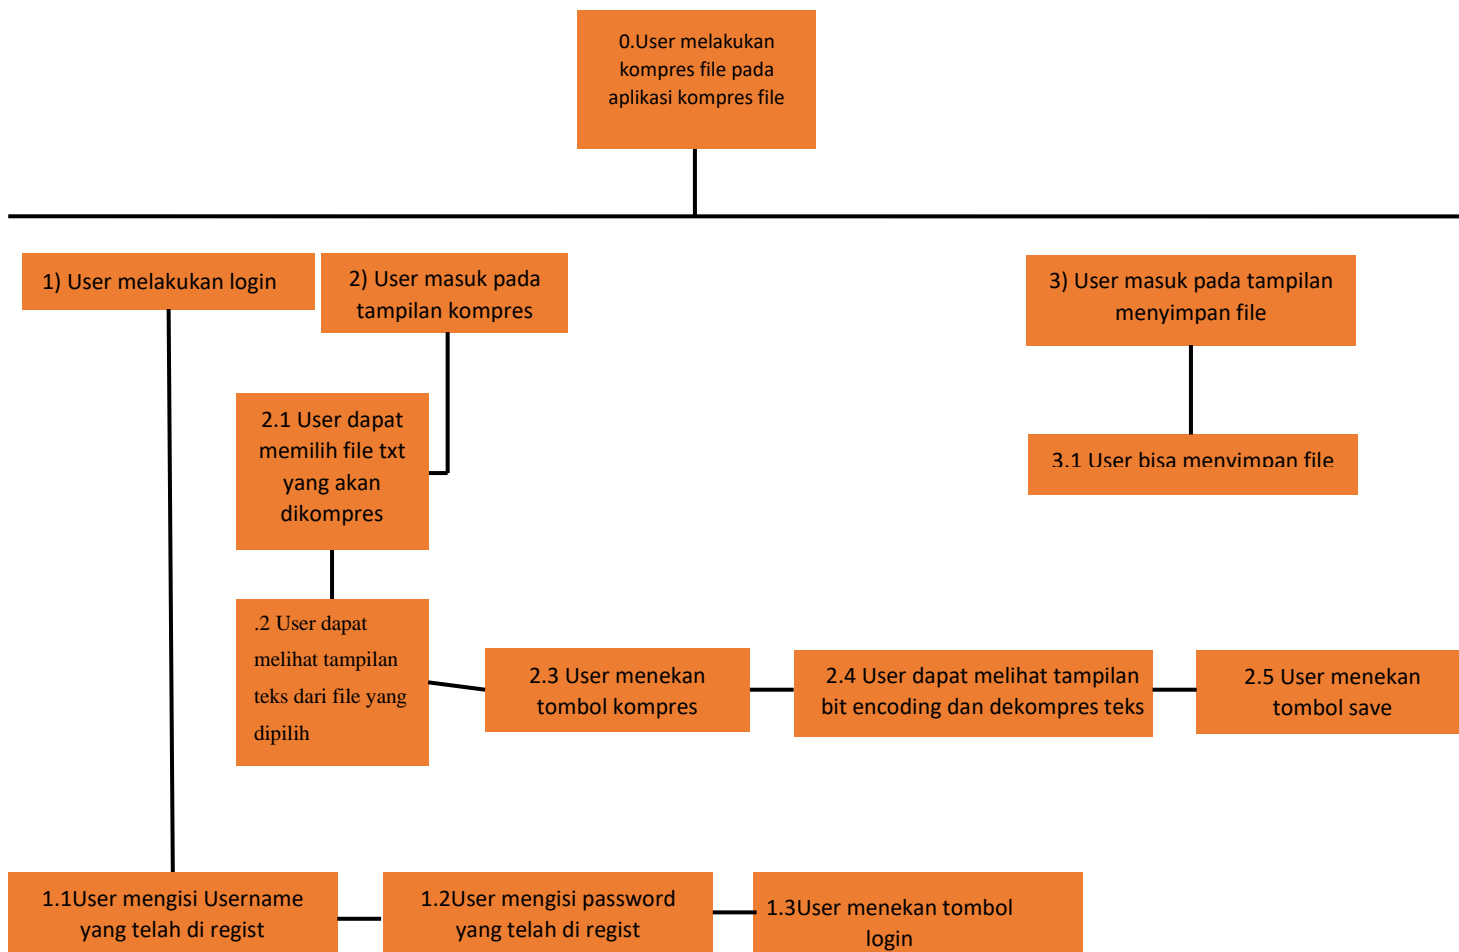 0.User melakukan
kompres file pada
aplikasi kompres file
1) User melakukan login
2) User masuk pada
tampilan kompres
3) User masuk pada tampilan
menyimpan file
2.1 User dapat
memilih file txt
yang akan
dikompres
3.1 User bisa menyimpan file
.2 User dapat
melihat tampilan
teks dari file yang
dipilih
2.3 User menekan
tombol kompres
2.4 User dapat melihat tampilan
bit encoding dan dekompres teks
2.5 User menekan
tombol save
1.1User mengisi Username
yang telah di regist
1.2User mengisi password
yang telah di regist
1.3User menekan tombol
login